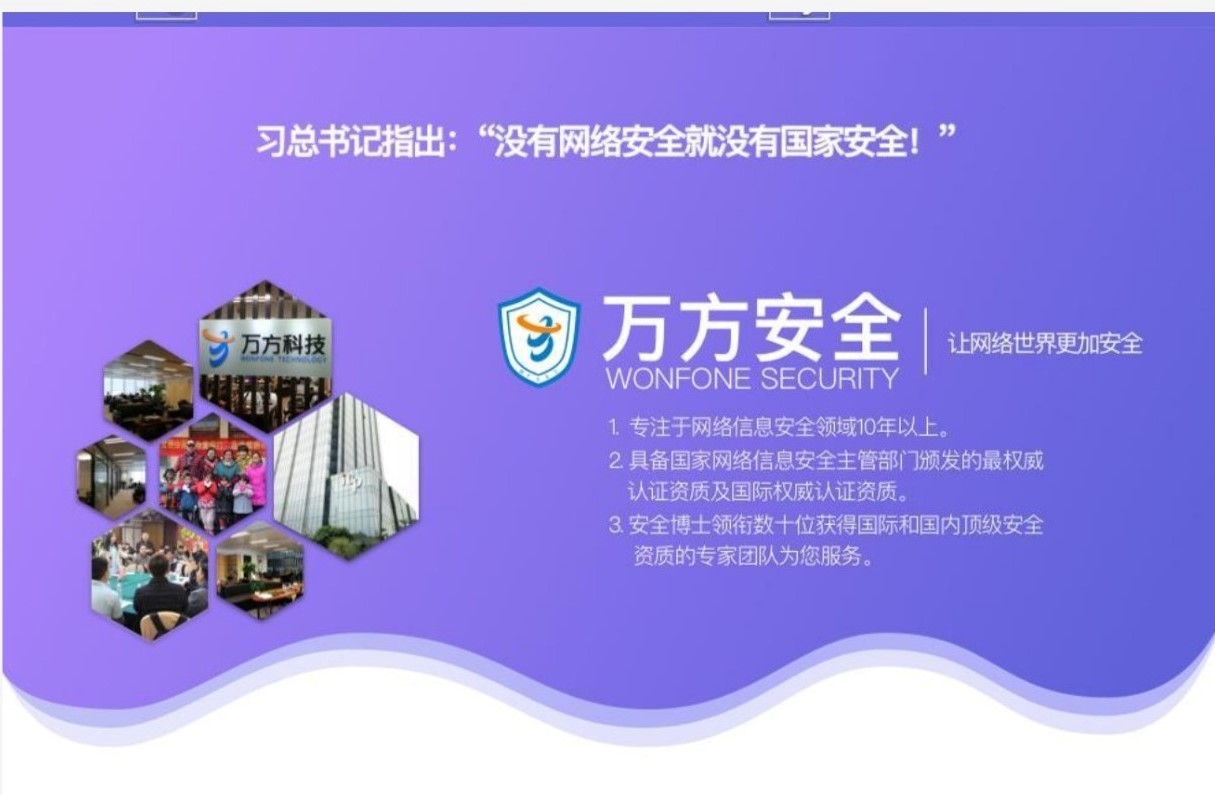 习总书记指出：“没有网络安全就没有国家安全！”
万方科技
WONFONE TECHNOLOGY
万方安全
WONFONE SECURITY
让网络世界更加安全
1. 专注于网络信息安全领域10年以上。
2. 具备国家网络信息安全主管部门颁发的最权威
认证资质及国际权威认证资质。
3. 安全博士领衔数十位获得国际和国内顶级安全
资质的专家团队为您服务。